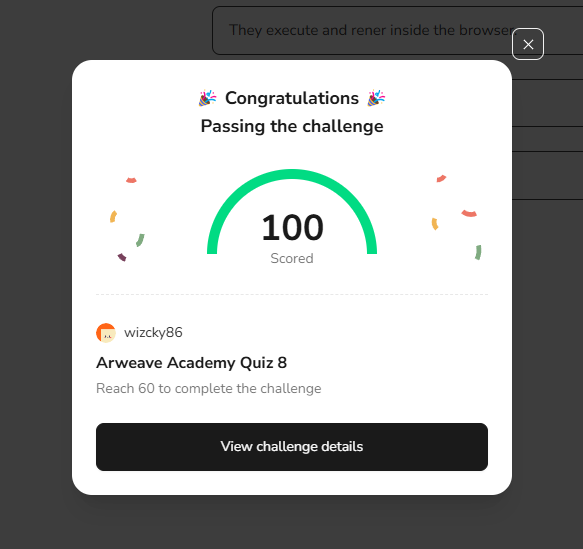 They execute and rener inside the browser
Congratulations
Passing the challenge
100
Scored
wizcky86
Arweave Academy Quiz 8
Reach 60 to complete the challenge
View challenge details